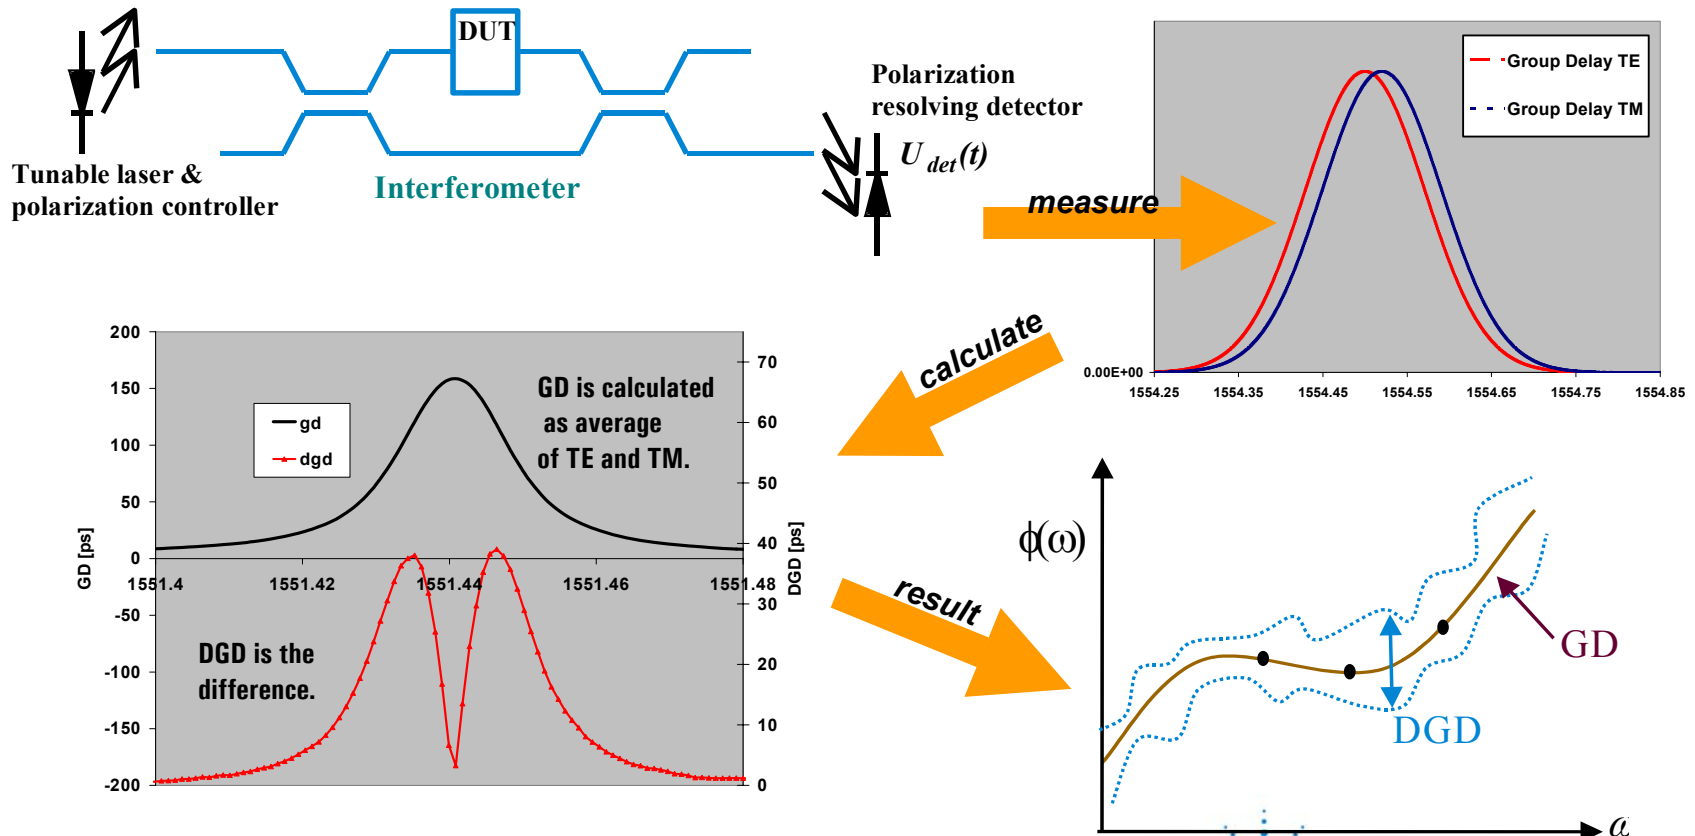 DUT
Tunable laser &
polarization controller
Interferometer
Polarization
resolving detector
U det(t)
measure
Group Delay TE
Group Delay TM
0.00E+00
1554.25 1554.35 1554.45 1554.55 1554.65 1554.75 1554.85
calculate
200
150
100
50
0
-50
-100
-150
-200
GD [ps]
1551.4 1551.42 1551.44 1551.46 1551.48
70
60
50
40
30
20
10
0
DGD [ps]
gd
dgd
GD is calculated
as average
of TE and TM.
DGD is the
difference.
result
ϕ(ω)
GD
DGD